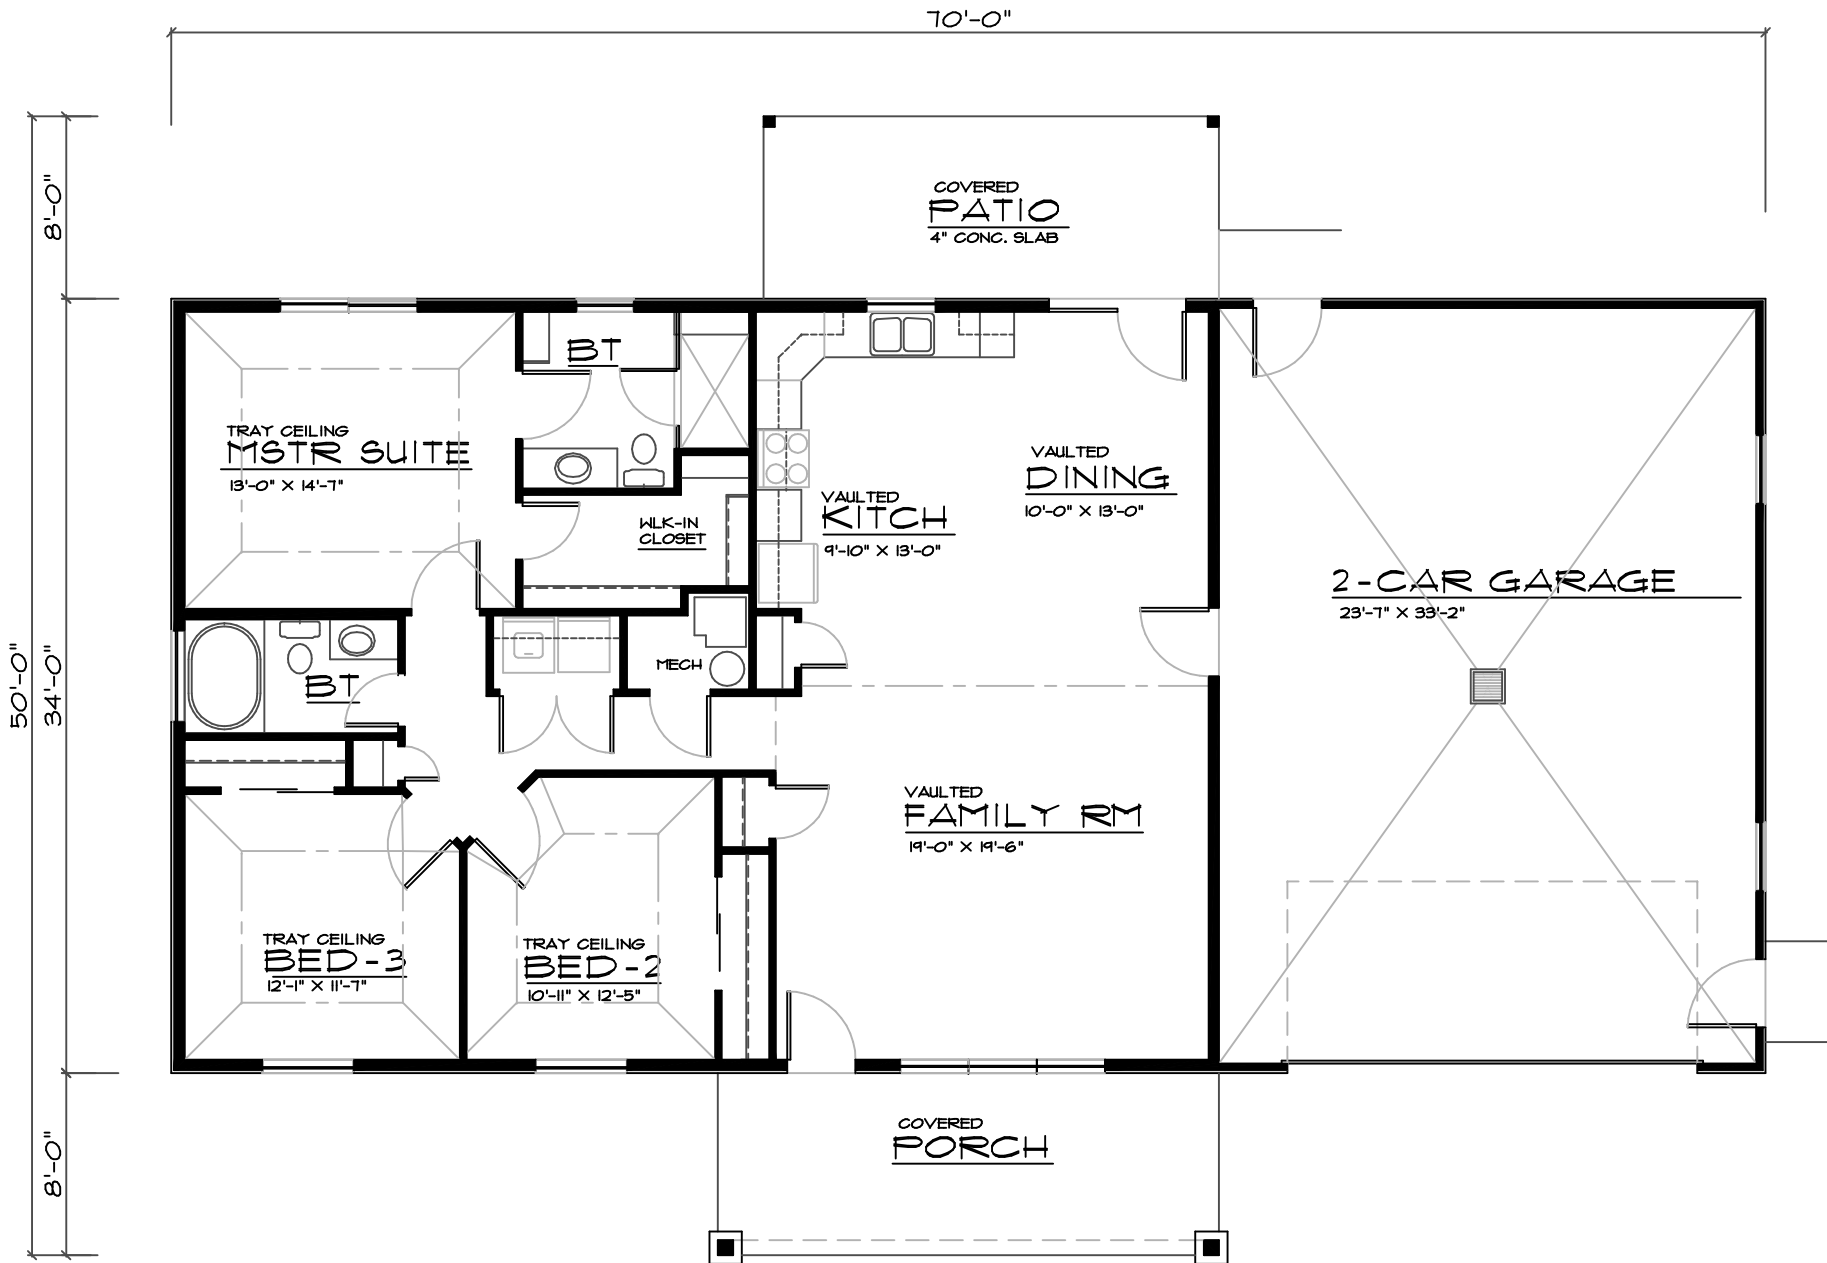 70'-0"
8'-0"
50'-0"
34'-0"
8'-0"
COVERED
PATIO
4" CONC. SLAB
BT
TRAY CEILING
MSTR SUITE
13'-0" X 14'-7"
WLK-IN
CLOSET
VAULTED
KITCH
9'-10" X 13'-0"
VAULTED
DINING
10'-0" X 13'-0"
2-CAR GARAGE
23'-7" X 33'-2"
MECH
BT
VAULTED
FAMILY RM
19'-0" X 19'-6"
TRAY CEILING
BED-3
12'-1" X 11'-7"
TRAY CEILING
BED-2
10'-11" X 12'-5"
COVERED
PORCH